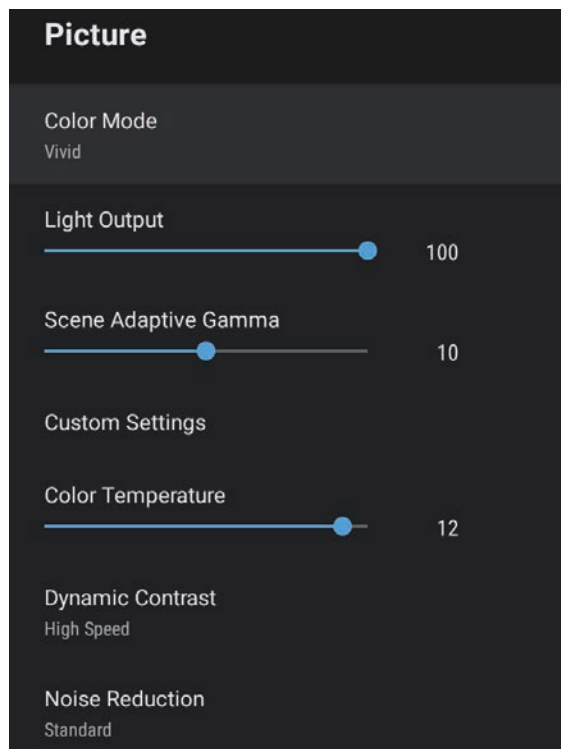 Picture
Color Mode
Vivid
Light Output
100
Scene Adaptive Gamma
10
Custom Settings
Color Temperature
12
Dynamic Contrast
High Speed
Noise Reduction
Standard